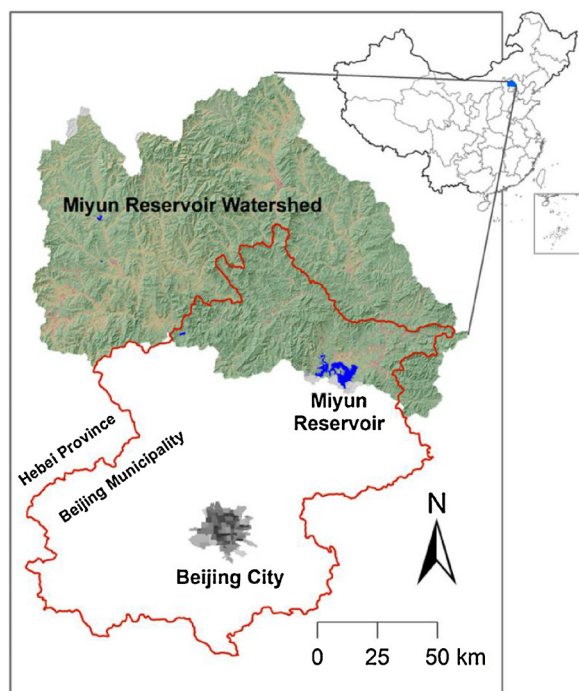 Miyun Reservoir Watershed
Miyun
Reservoir
Hebei Province
Beijing Municipality
Beijing City
N
0 25 50 km